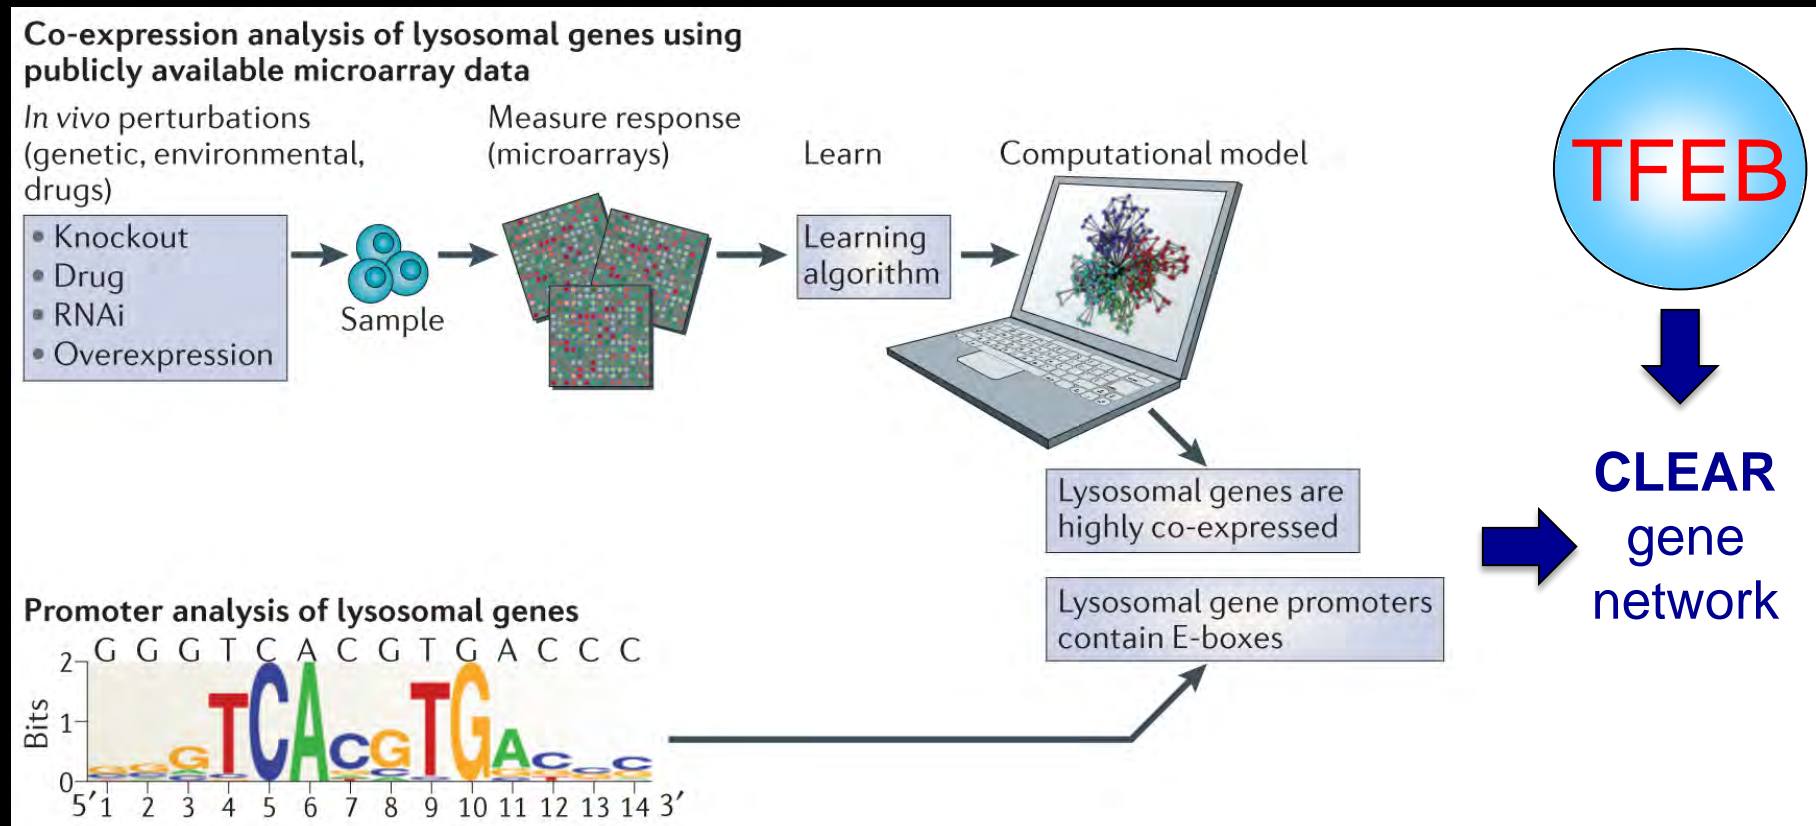 Co-expression analysis of lysosomal genes using
publicly available microarray data
In vivo perturbations
(genetic, environmental,
drugs)
• Knockout
• Drug
• RNAi
• Overexpression
Sample
Measure response
(microarrays)
Learn
Learning
algorithm
Computational model
Lysosomal genes are
highly co-expressed
Lysosomal gene promoters
contain E-boxes
TFEB
CLEAR
gene
network
Promoter analysis of lysosomal genes
G G G T C A C G T G A C C C
2
1
0
Bits
TCACGTGA
5′ 1 2 3 4 5 6 7 8 9 10 11 12 13 14 3′